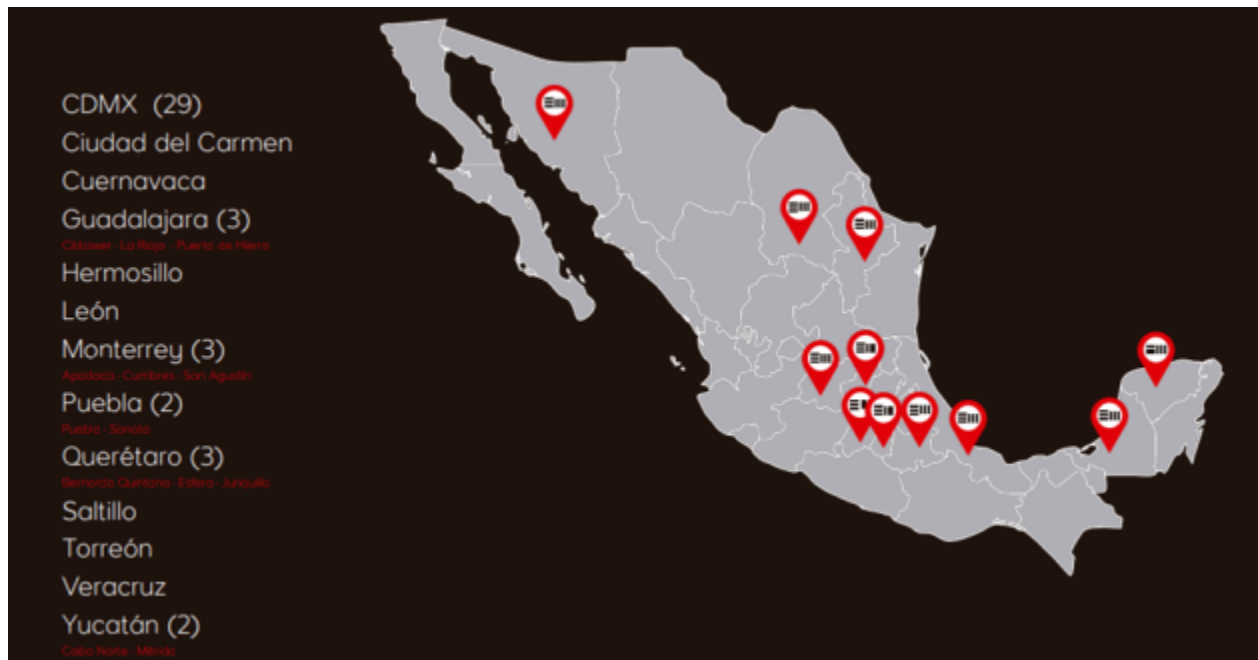 CDMX (29)
Ciudad del Carmen
Cuernavaca
Guadalajara (3)
Cititower - La Rioja - Puerta de Hierro
Hermosillo
León
Monterrey (3)
Apodaca - Cumbres - San Agustín
Puebla (2)
Puebla - Sonata
Querétaro (3)
Bernardo Quintana - Esfera - Juriquilla
Saltillo
Torreón
Veracruz
Yucatán (2)
Cabo Norte - Mérida